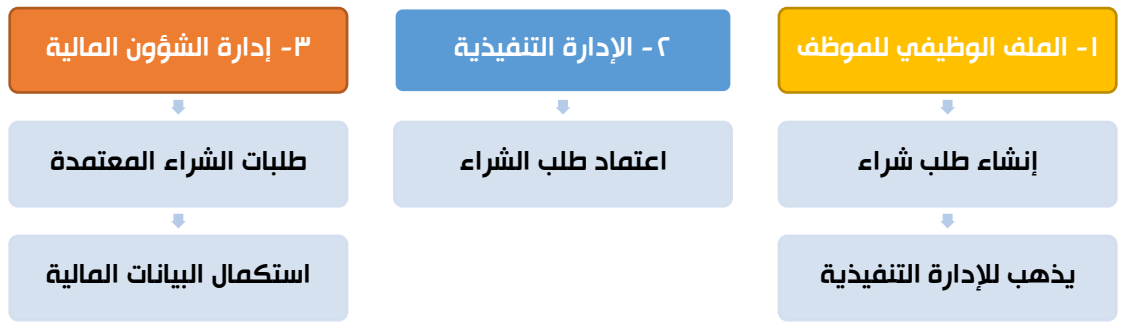 ١- الملف الوظيفي للموظف
إنشاء طلب شراء
يذهب للإدارة التنفيذية
٢- الإدارة التنفيذية
اعتماد طلب الشراء
٣- إدارة الشؤون المالية
طلبات الشراء المعتمدة
استكمال البيانات المالية